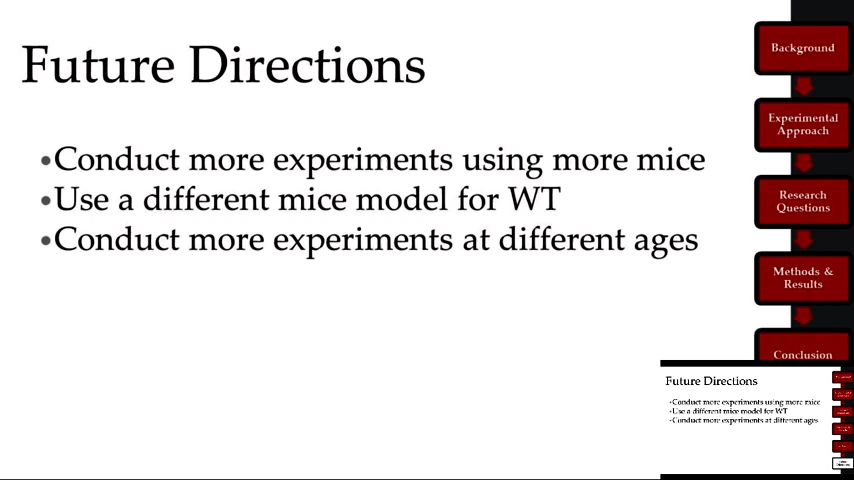 Future Directions
•Conduct more experiments using more mice
•Use a different mice model for WT
•Conduct more experiments at different ages
Background
Experimental
Approach
Research
Questions
Methods &
Results
Conclusion
Future Directions
•Conduct more experiments using more mice
•Use a different mice model for WT
•Conduct more experiments at different ages